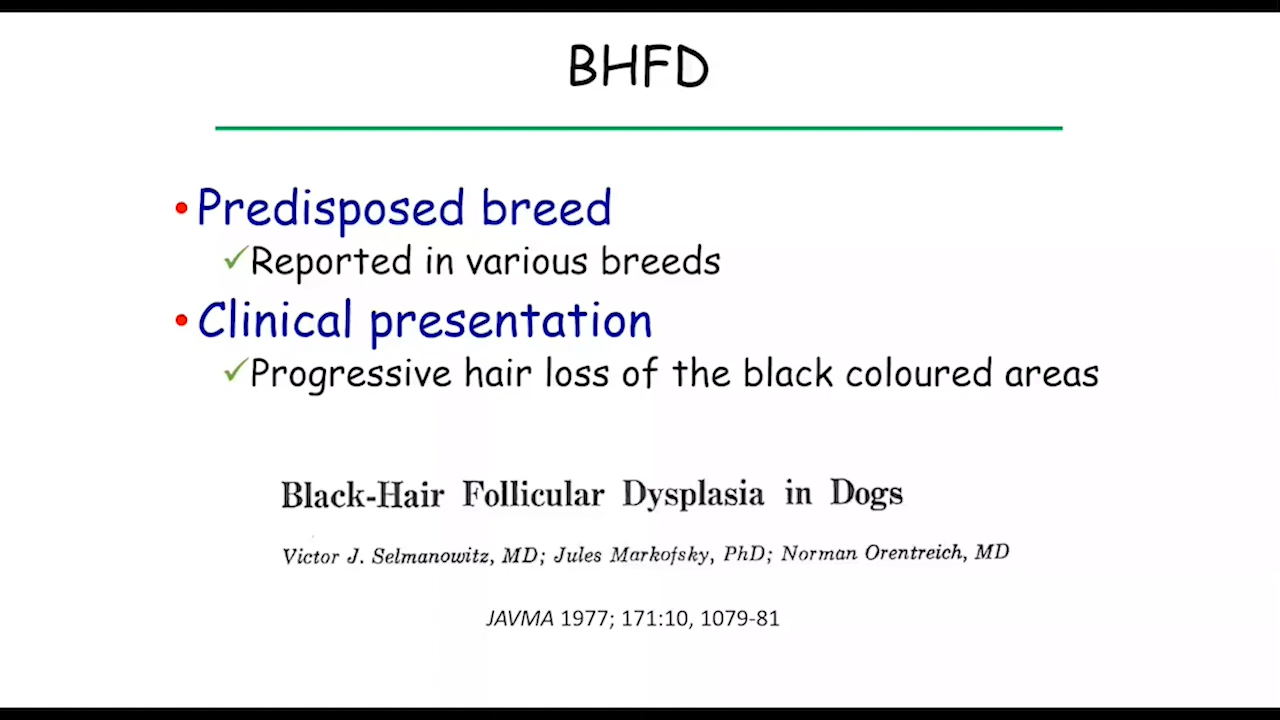 BHFD
•Predisposed breed
✓Reported in various breeds
•Clinical presentation
✓Progressive hair loss of the black coloured areas
Black-Hair Follicular Dysplasia in Dogs
Victor J. Selmanowitz, MD; Jules Markofsky, PhD; Norman Orentreich, MD
JAVMA 1977; 171:10, 1079-81